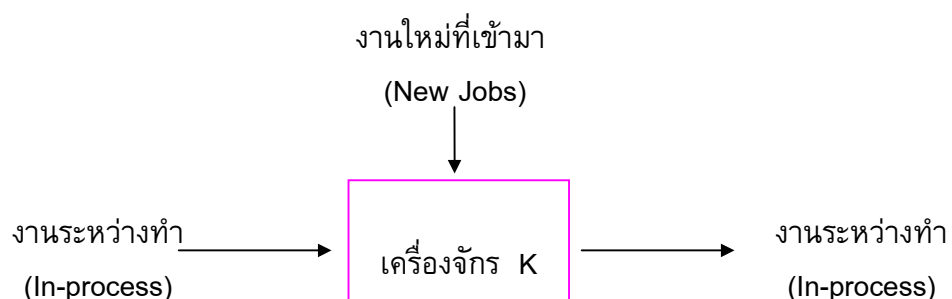 งานใหม่ที่เข้ามา
(New Jobs)
งานระหว่างทำ
(In-process)
เครื่องจักร K
งานระหว่างทำ
(In-process)